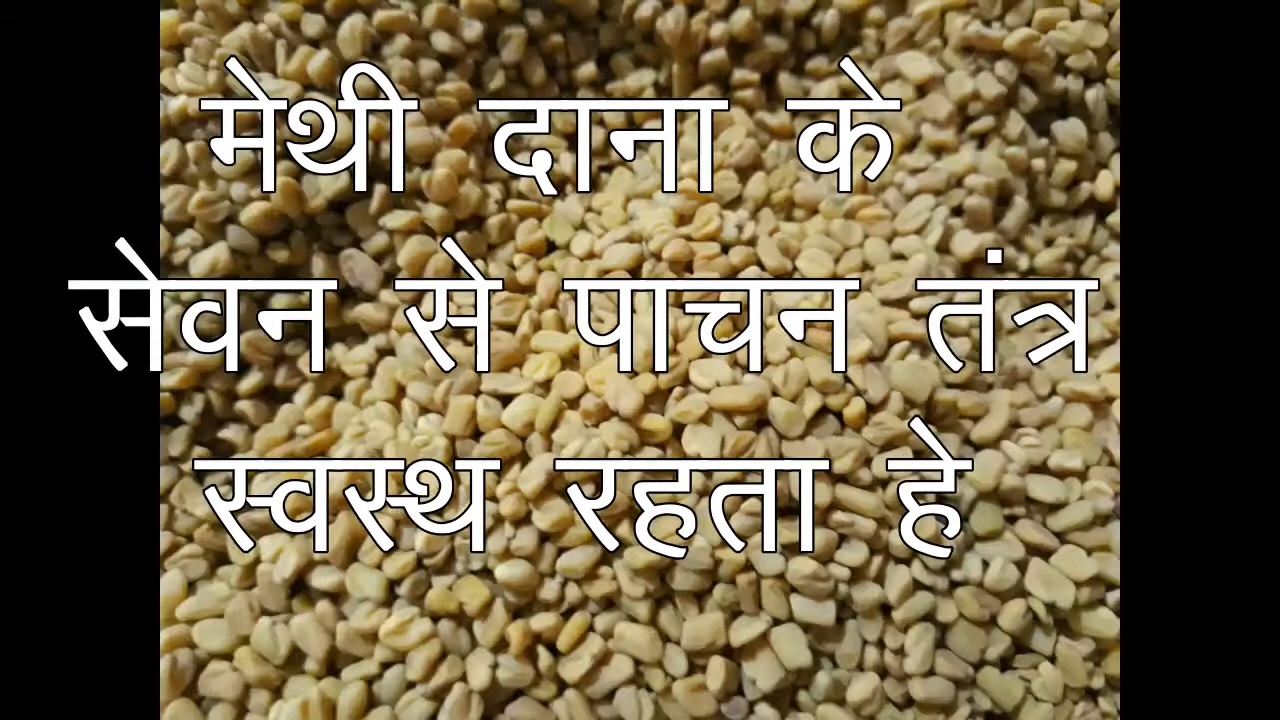 मेथी दाना के
सेवन से पाचन तंत्र
स्वस्थ रहता हे